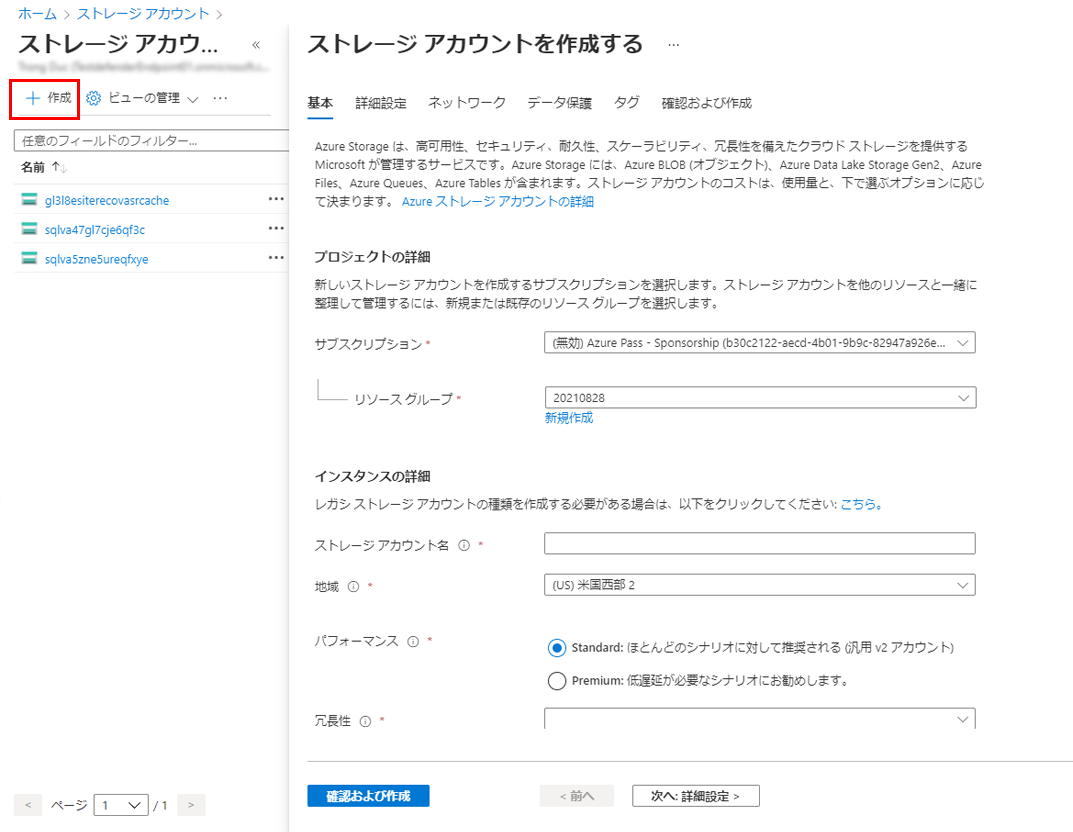 ホーム > ストレージ アカウント >
ストレージ アカウ... «
+ 作成 ビューの管理 ...
任意のフィールドのフィルター...
名前 ↑↓
gl3l8esiterecovasrcache ...
sqlva47gl7cje6qf3c ...
sqlva5zne5ureqfxye ...
< ページ 1 / 1 >
ストレージ アカウントを作成する ...
基本 詳細設定 ネットワーク データ保護 タグ 確認および作成
Azure Storage は、高可用性、セキュリティ、耐久性、スケーラビリティ、冗長性を備えたクラウド ストレージを提供する
Microsoft が管理するサービスです。Azure Storage には、Azure BLOB (オブジェクト)、Azure Data Lake Storage Gen2、Azure
Files、Azure Queues、Azure Tables が含まれます。ストレージ アカウントのコストは、使用量と、下で選ぶオプションに応じ
て決まります。 Azure ストレージ アカウントの詳細
プロジェクトの詳細
新しいストレージ アカウントを作成するサブスクリプションを選択します。ストレージ アカウントを他のリソースと一緒に
整理して管理するには、新規または既存のリソース グループを選択します。
サブスクリプション * (無効) Azure Pass - Sponsorship (b30c2122-aecd-4b01-9b9c-82947a926e...
リソース グループ * 20210828
新規作成
インスタンスの詳細
レガシ ストレージ アカウントの種類を作成する必要がある場合は、以下をクリックしてください: こちら。
ストレージ アカウント名 *
地域 * (US) 米国西部 2
パフォーマンス * Standard: ほとんどのシナリオに対して推奨される (汎用 v2 アカウント)
Premium: 低遅延が必要なシナリオにお勧めします。
冗長性 *
確認および作成 < 前へ 次へ: 詳細設定 >